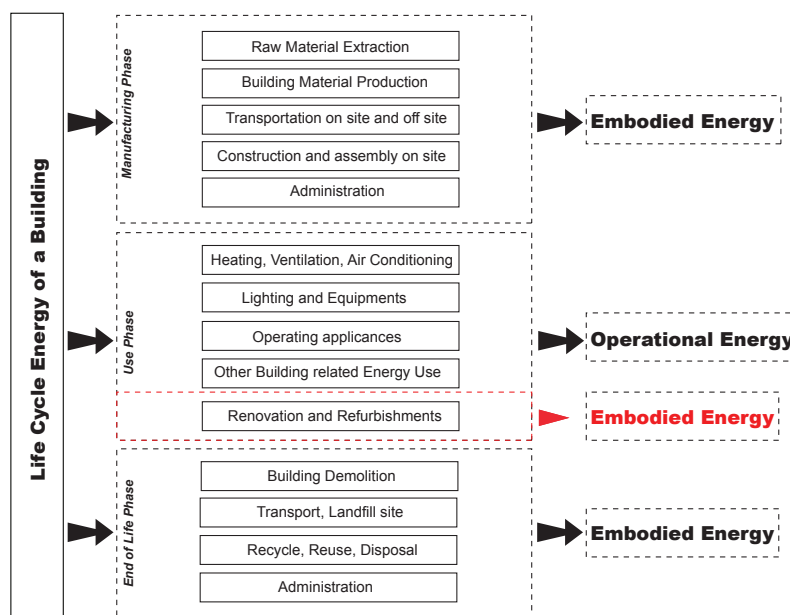 Life Cycle Energy of a Building
Manufacturing Phase
Raw Material Extraction
Building Material Production
Transportation on site and off site
Construction and assembly on site
Administration
Embodied Energy
Use Phase
Heating, Ventilation, Air Conditioning
Lighting and Equipments
Operating applicances
Other Building related Energy Use
Operational Energy
Renovation and Refurbishments
Embodied Energy
End of Life Phase
Building Demolition
Transport, Landfill site
Recycle, Reuse, Disposal
Administration
Embodied Energy